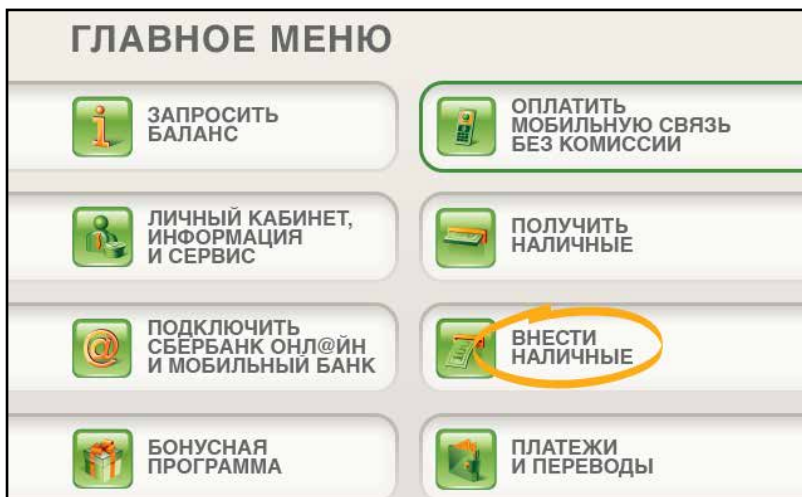 ГЛАВНОЕ МЕНЮ
ЗАПРОСИТЬ
БАЛАНС
ОПЛАТИТЬ
МОБИЛЬНУЮ СВЯЗЬ
БЕЗ КОМИССИИ
ЛИЧНЫЙ КАБИНЕТ,
ИНФОРМАЦИЯ
И СЕРВИС
ПОЛУЧИТЬ
НАЛИЧНЫЕ
ПОДКЛЮЧИТЬ
СБЕРБАНК ОНЛ@ЙН
И МОБИЛЬНЫЙ БАНК
ВНЕСТИ
НАЛИЧНЫЕ
БОНУСНАЯ
ПРОГРАММА
ПЛАТЕЖИ
И ПЕРЕВОДЫ